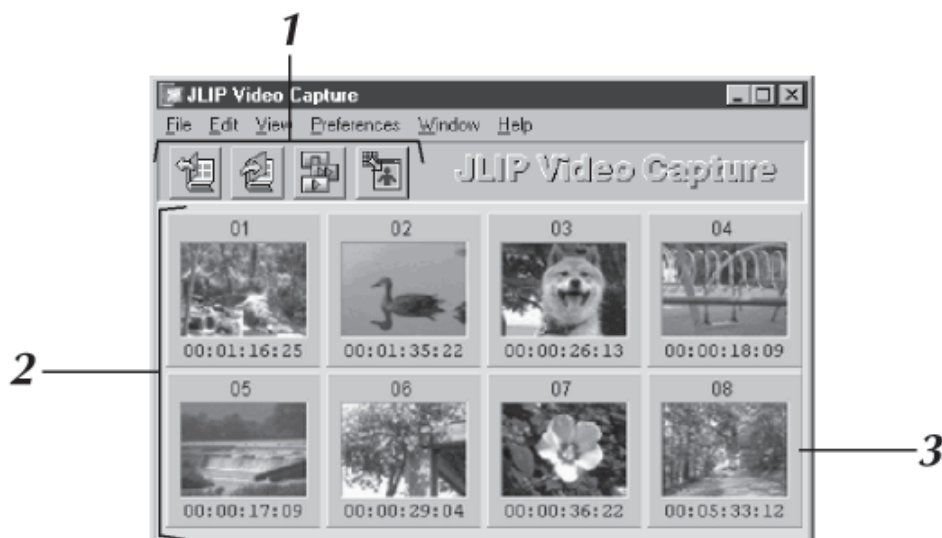 1
JLIP Video Capture
File Edit View Preferences Window Help
JLIP Video Capture
01 02 03 04
00:01:16:25 00:01:35:22 00:00:26:13 00:00:18:09
2
05 06 07 08
3
00:00:17:09 00:00:29:04 00:00:36:22 00:05:33:12